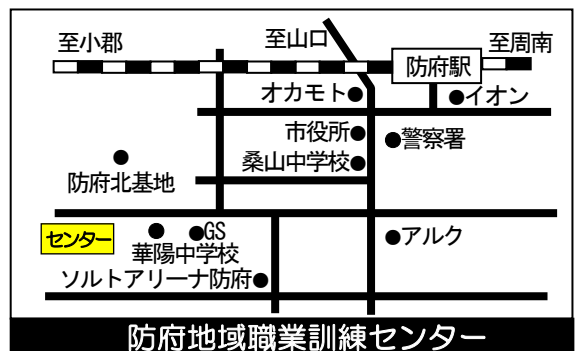 至小郡
至山口
至周南
防府駅
オカモト
イオン
市役所
警察署
桑山中学校
防府北基地
センター
GS
華陽中学校
アルク
ソルトアリーナ防府
防府地域職業訓練センター